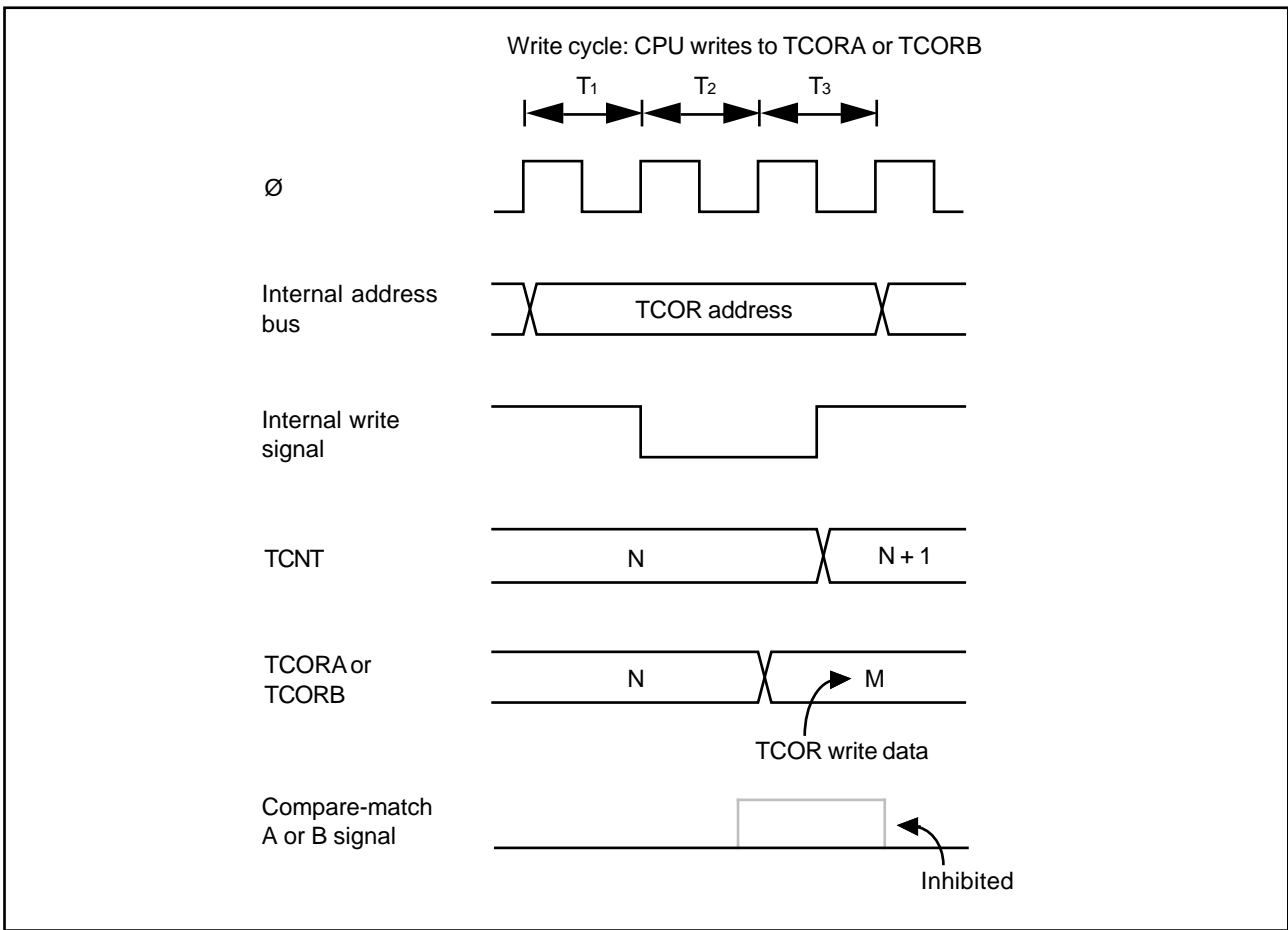 Write cycle: CPU writes to TCORA or TCORB
T1 T2 T3
Ø
Internal address
bus
TCOR address
Internal write
signal
TCNT
N
N + 1
TCORA or
TCORB
N
M
TCOR write data
Compare-match
A or B signal
Inhibited